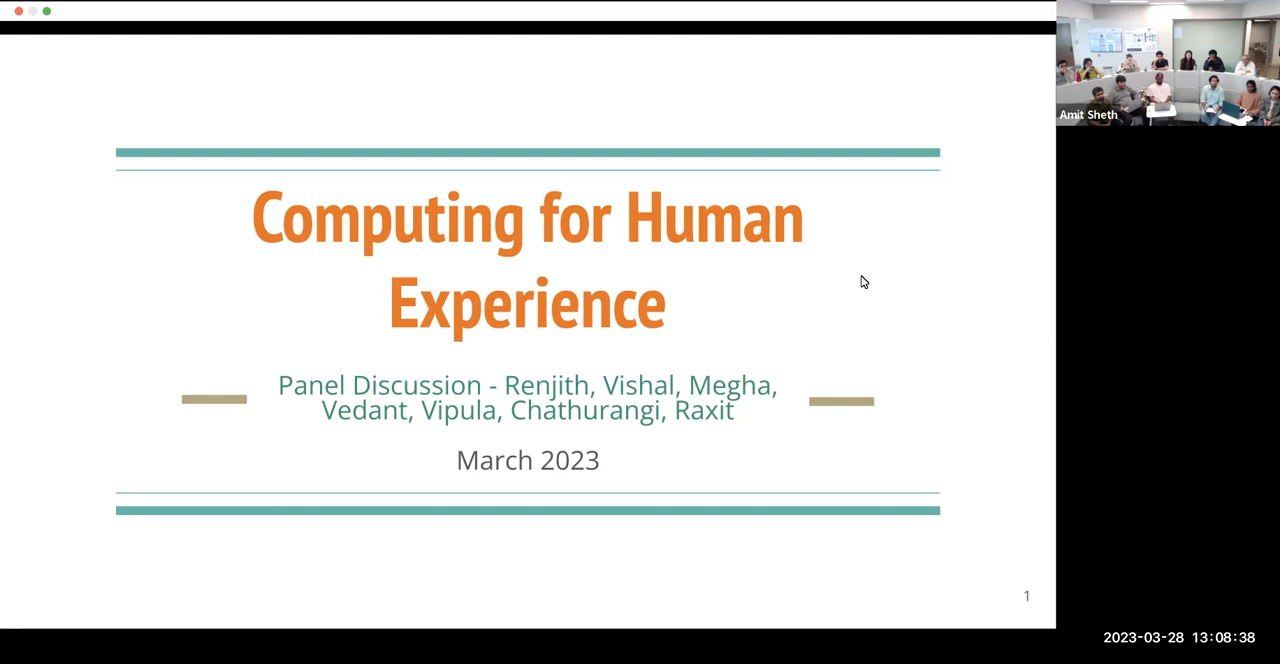 Amit Sheth
Computing for Human
Experience
Panel Discussion - Renjith, Vishal, Megha,
Vedant, Vipula, Chathurangi, Raxit
March 2023
1
2023-03-28 13:08:38